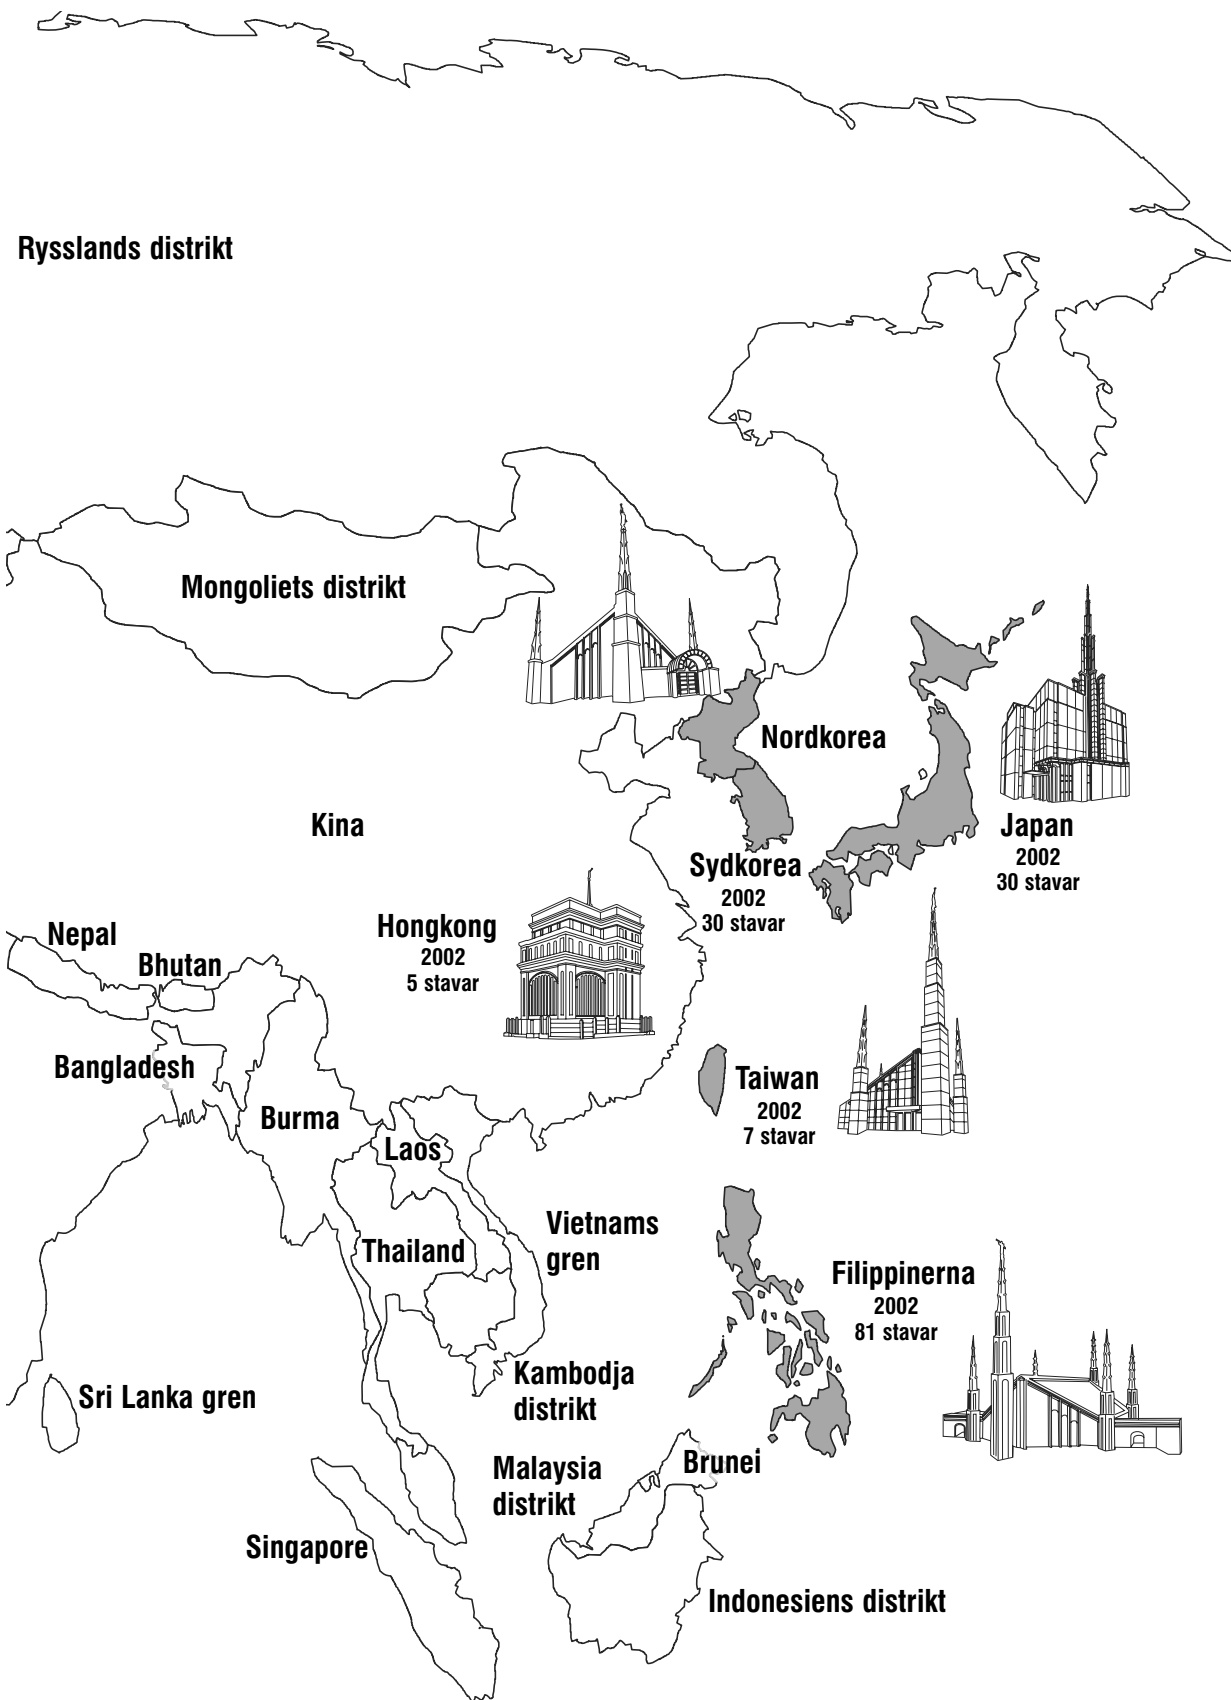 Rysslands distrikt
Mongoliets distrikt
Nordkorea
Kina
Japan
2002
30 stavar
Sydkorea
2002
30 stavar
Hongkong
2002
5 stavar
Nepal
Bhutan
Bangladesh
Burma
Taiwan
2002
7 stavar
Laos
Thailand
Vietnams
gren
Filippinerna
2002
81 stavar
Kambodja
distrikt
Sri Lanka gren
Brunei
Malaysia
distrikt
Singapore
Indonesiens distrikt